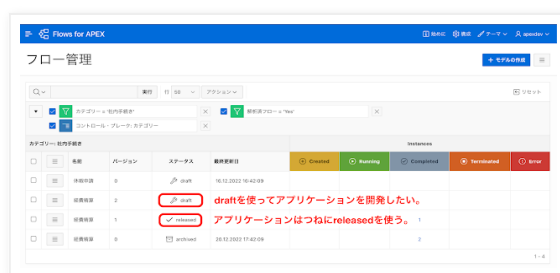 Flows for APEX
始めに 構成 テーマ apexdev
フロー管理
+ モデルの作成
実行 行 50 アクション リセット
カテゴリー = '社内手続き' 最新版フロー = 'Yes'
コントロール・ブレーク: カテゴリー
カテゴリー: 社内手続き Instances
名前 バージョン ステータス 最終更新日 Created Running Completed Terminated Error
休暇申請 0 draft 16.12.2022 16:42:09
経費精算 2 draft draftを使ってアプリケーションを開発したい。
経費精算 1 released アプリケーションはつねにreleasedを使う。 1
経費精算 0 archived 20.12.2022 17:42:09 2
1 - 4